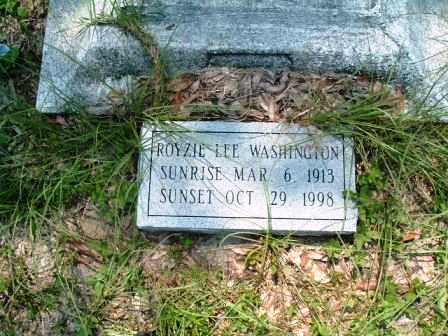 ROYZIE LEE WASHINGTON
SUNRISE MAR 6 1913
SUNSET OCT 29 1998